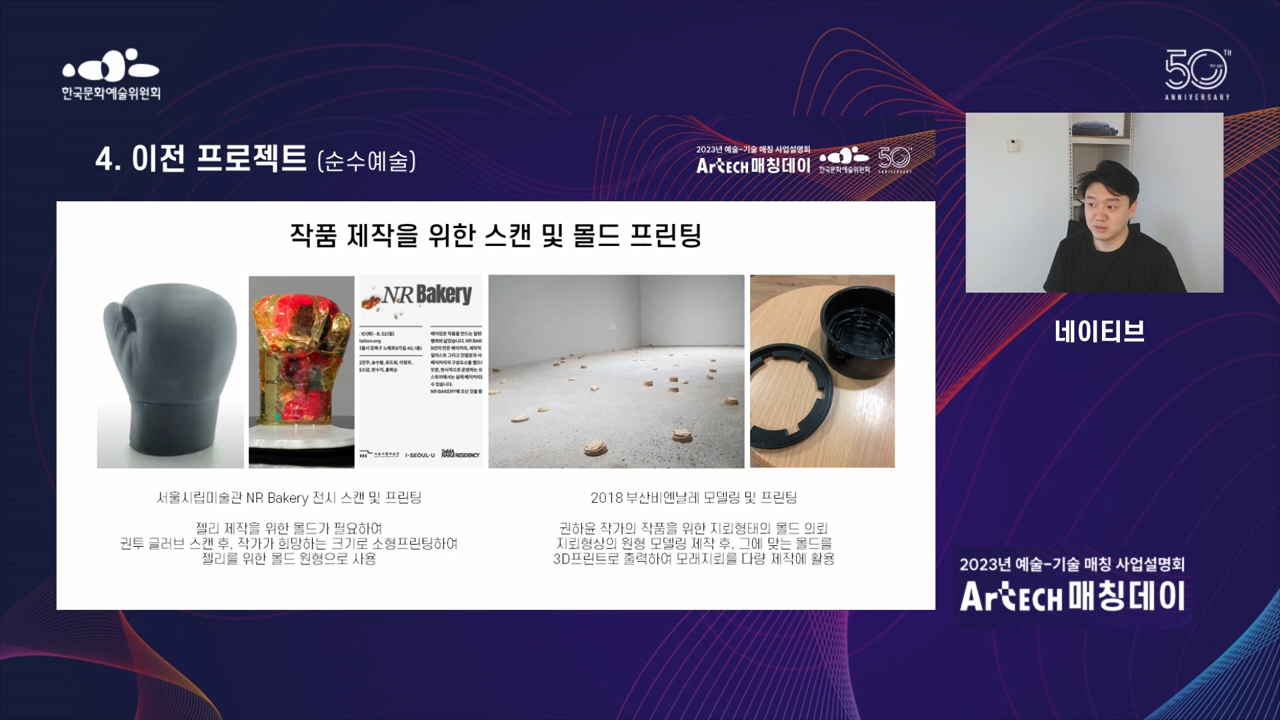 한국문화예술위원회
50TH
ANNIVERSARY
4. 이전 프로젝트 (순수예술)
2023년 예술-기술 매칭 사업설명회
ARTECH 매칭데이
한국문화예술위원회
50
ANNIVERSARY
작품 제작을 위한 스캔 및 몰드 프린팅
NR Bakery
I·SEOUL·U
SeMA
NANJI RESIDENCY
서울시립미술관 NR Bakery 전시 스캔 및 프린팅
젤리 제작을 위한 몰드가 필요하여
권투 글러브 스캔 후, 작가가 희망하는 크기로 소형프린팅하여
젤리를 위한 몰드 원형으로 사용
2018 부산비엔날레 모델링 및 프린팅
권하윤 작가의 작품을 위한 지뢰형태의 몰드 의뢰
지뢰형상의 원형 모델링 제작 후, 그에 맞는 몰드를
3D프린트로 출력하여 모래지뢰를 다량 제작에 활용
네이티브
2023년 예술-기술 매칭 사업설명회
ARTECH 매칭데이